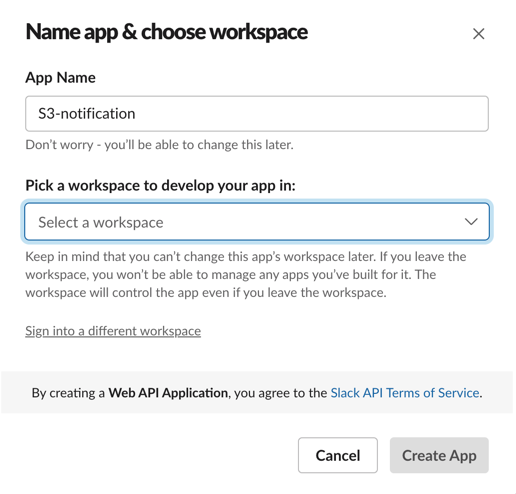 Name app & choose workspace
App Name
S3-notification
Don't worry - you'll be able to change this later.
Pick a workspace to develop your app in:
Select a workspace
Keep in mind that you can't change this app's workspace later. If you leave the
workspace, you won't be able to manage any apps you've built for it. The
workspace will control the app even if you leave the workspace.
Sign into a different workspace
By creating a Web API Application, you agree to the Slack API Terms of Service.
Cancel
Create App